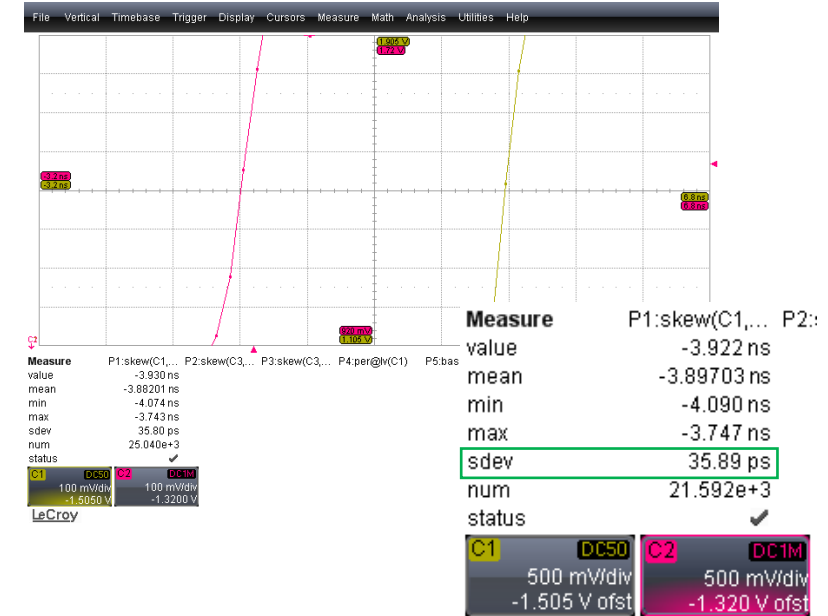 File Vertical Timebase Trigger Display Cursors Measure Math Analysis Utilities Help
1.905 V
1.72 V
-3.2 ns
-3.2 ns
6.8 ns
6.8 ns
920 mV
1.105 V
C2
Measure P1:skew(C1,... P2:skew(C3,... P3:skew(C3,... P4:per@lv(C1) P5:bas
value -3.930 ns
mean -3.88201 ns
min -4.074 ns
max -3.743 ns
sdev 35.80 ps
num 25.040e+3
status ✔
C1 DC50 C2 DC1M
100 mV/div 100 mV/div
-1.5050 V -1.3200 V
LeCroy
Measure P1:skew(C1,... P2:
value -3.922 ns
mean -3.89703 ns
min -4.090 ns
max -3.747 ns
sdev 35.89 ps
num 21.592e+3
status ✔
C1 DC50 C2 DC1M
500 mV/div 500 mV/div
-1.505 V ofst -1.320 V ofst